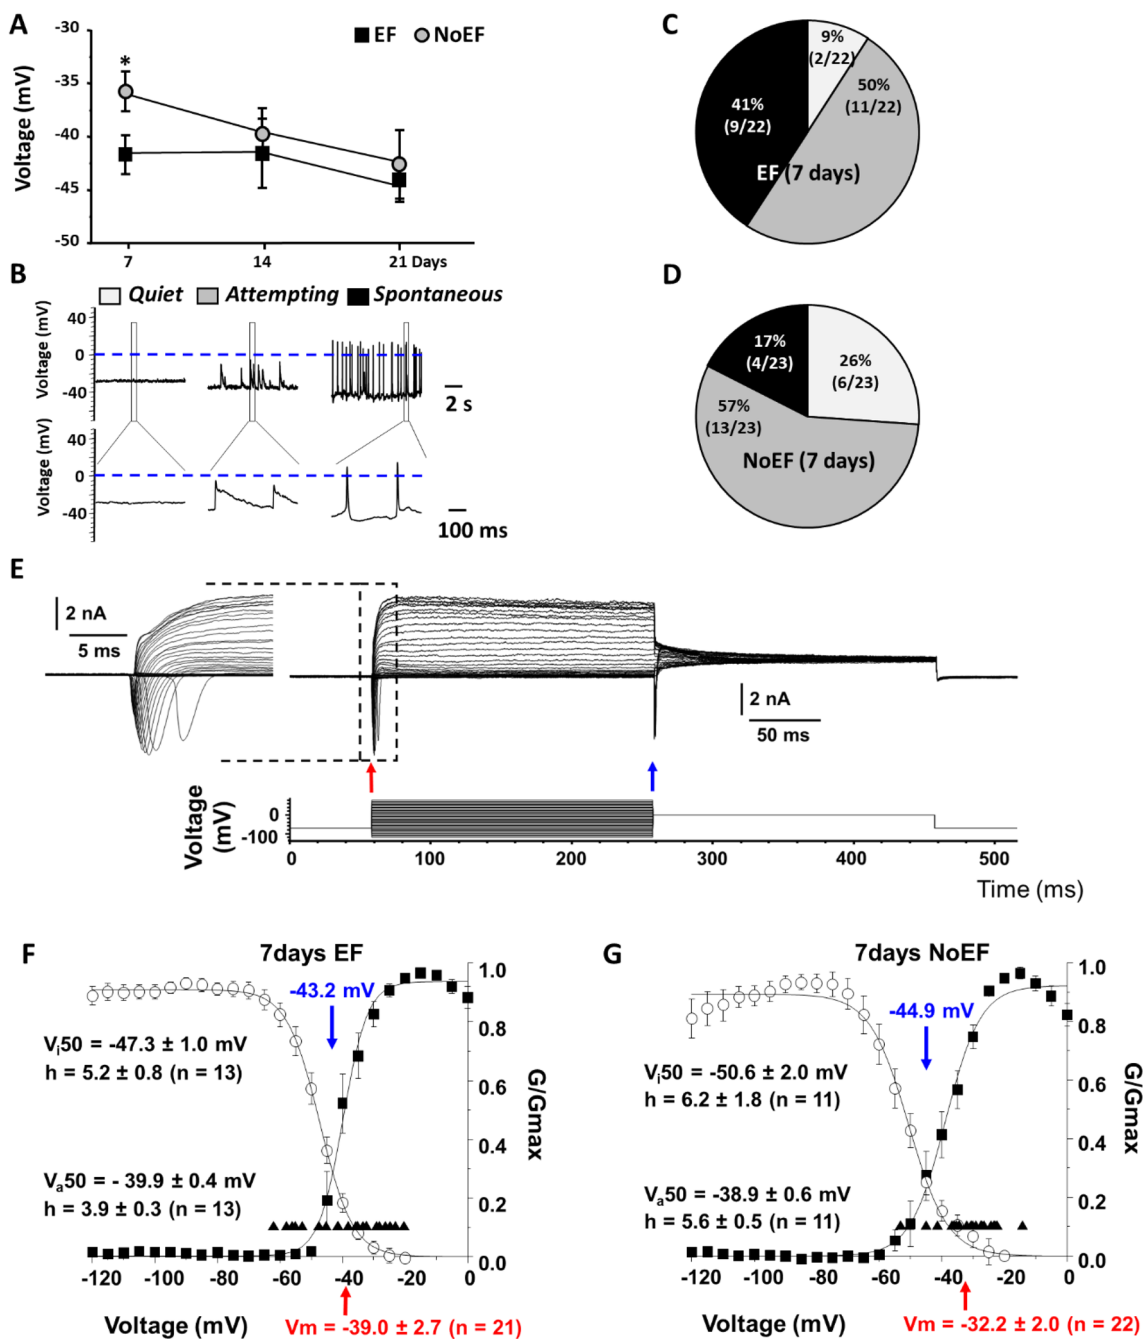 A
-30
-35
-40
-45
-50
Voltage (mV)
EF NoEF
*
7 14 21 Days
B
Quiet Attempting Spontaneous
Voltage (mV)
40
0
-40
2 s
Voltage (mV)
40
0
-40
100 ms
C
9%
(2/22)
50%
(11/22)
41%
(9/22)
EF (7 days)
D
17%
(4/23)
26%
(6/23)
57%
(13/23)
NoEF (7 days)
E
2 nA
5 ms
2 nA
50 ms
Voltage
(mV)
0
-100
0 100 200 300 400 500
Time (ms)
F
7days EF
-43.2 mV
Vi50 = -47.3 ± 1.0 mV
h = 5.2 ± 0.8 (n = 13)
Va50 = - 39.9 ± 0.4 mV
h = 3.9 ± 0.3 (n = 13)
1.0
0.8
0.6
0.4
0.2
0.0
G/Gmax
-120 -100 -80 -60 -40 -20 0
Voltage (mV)
Vm = -39.0 ± 2.7 (n = 21)
G
7days NoEF
-44.9 mV
Vi50 = -50.6 ± 2.0 mV
h = 6.2 ± 1.8 (n = 11)
Va50 = -38.9 ± 0.6 mV
h = 5.6 ± 0.5 (n = 11)
1.0
0.8
0.6
0.4
0.2
0.0
G/Gmax
-120 -100 -80 -60 -40 -20 0
Voltage (mV)
Vm = -32.2 ± 2.0 (n = 22)